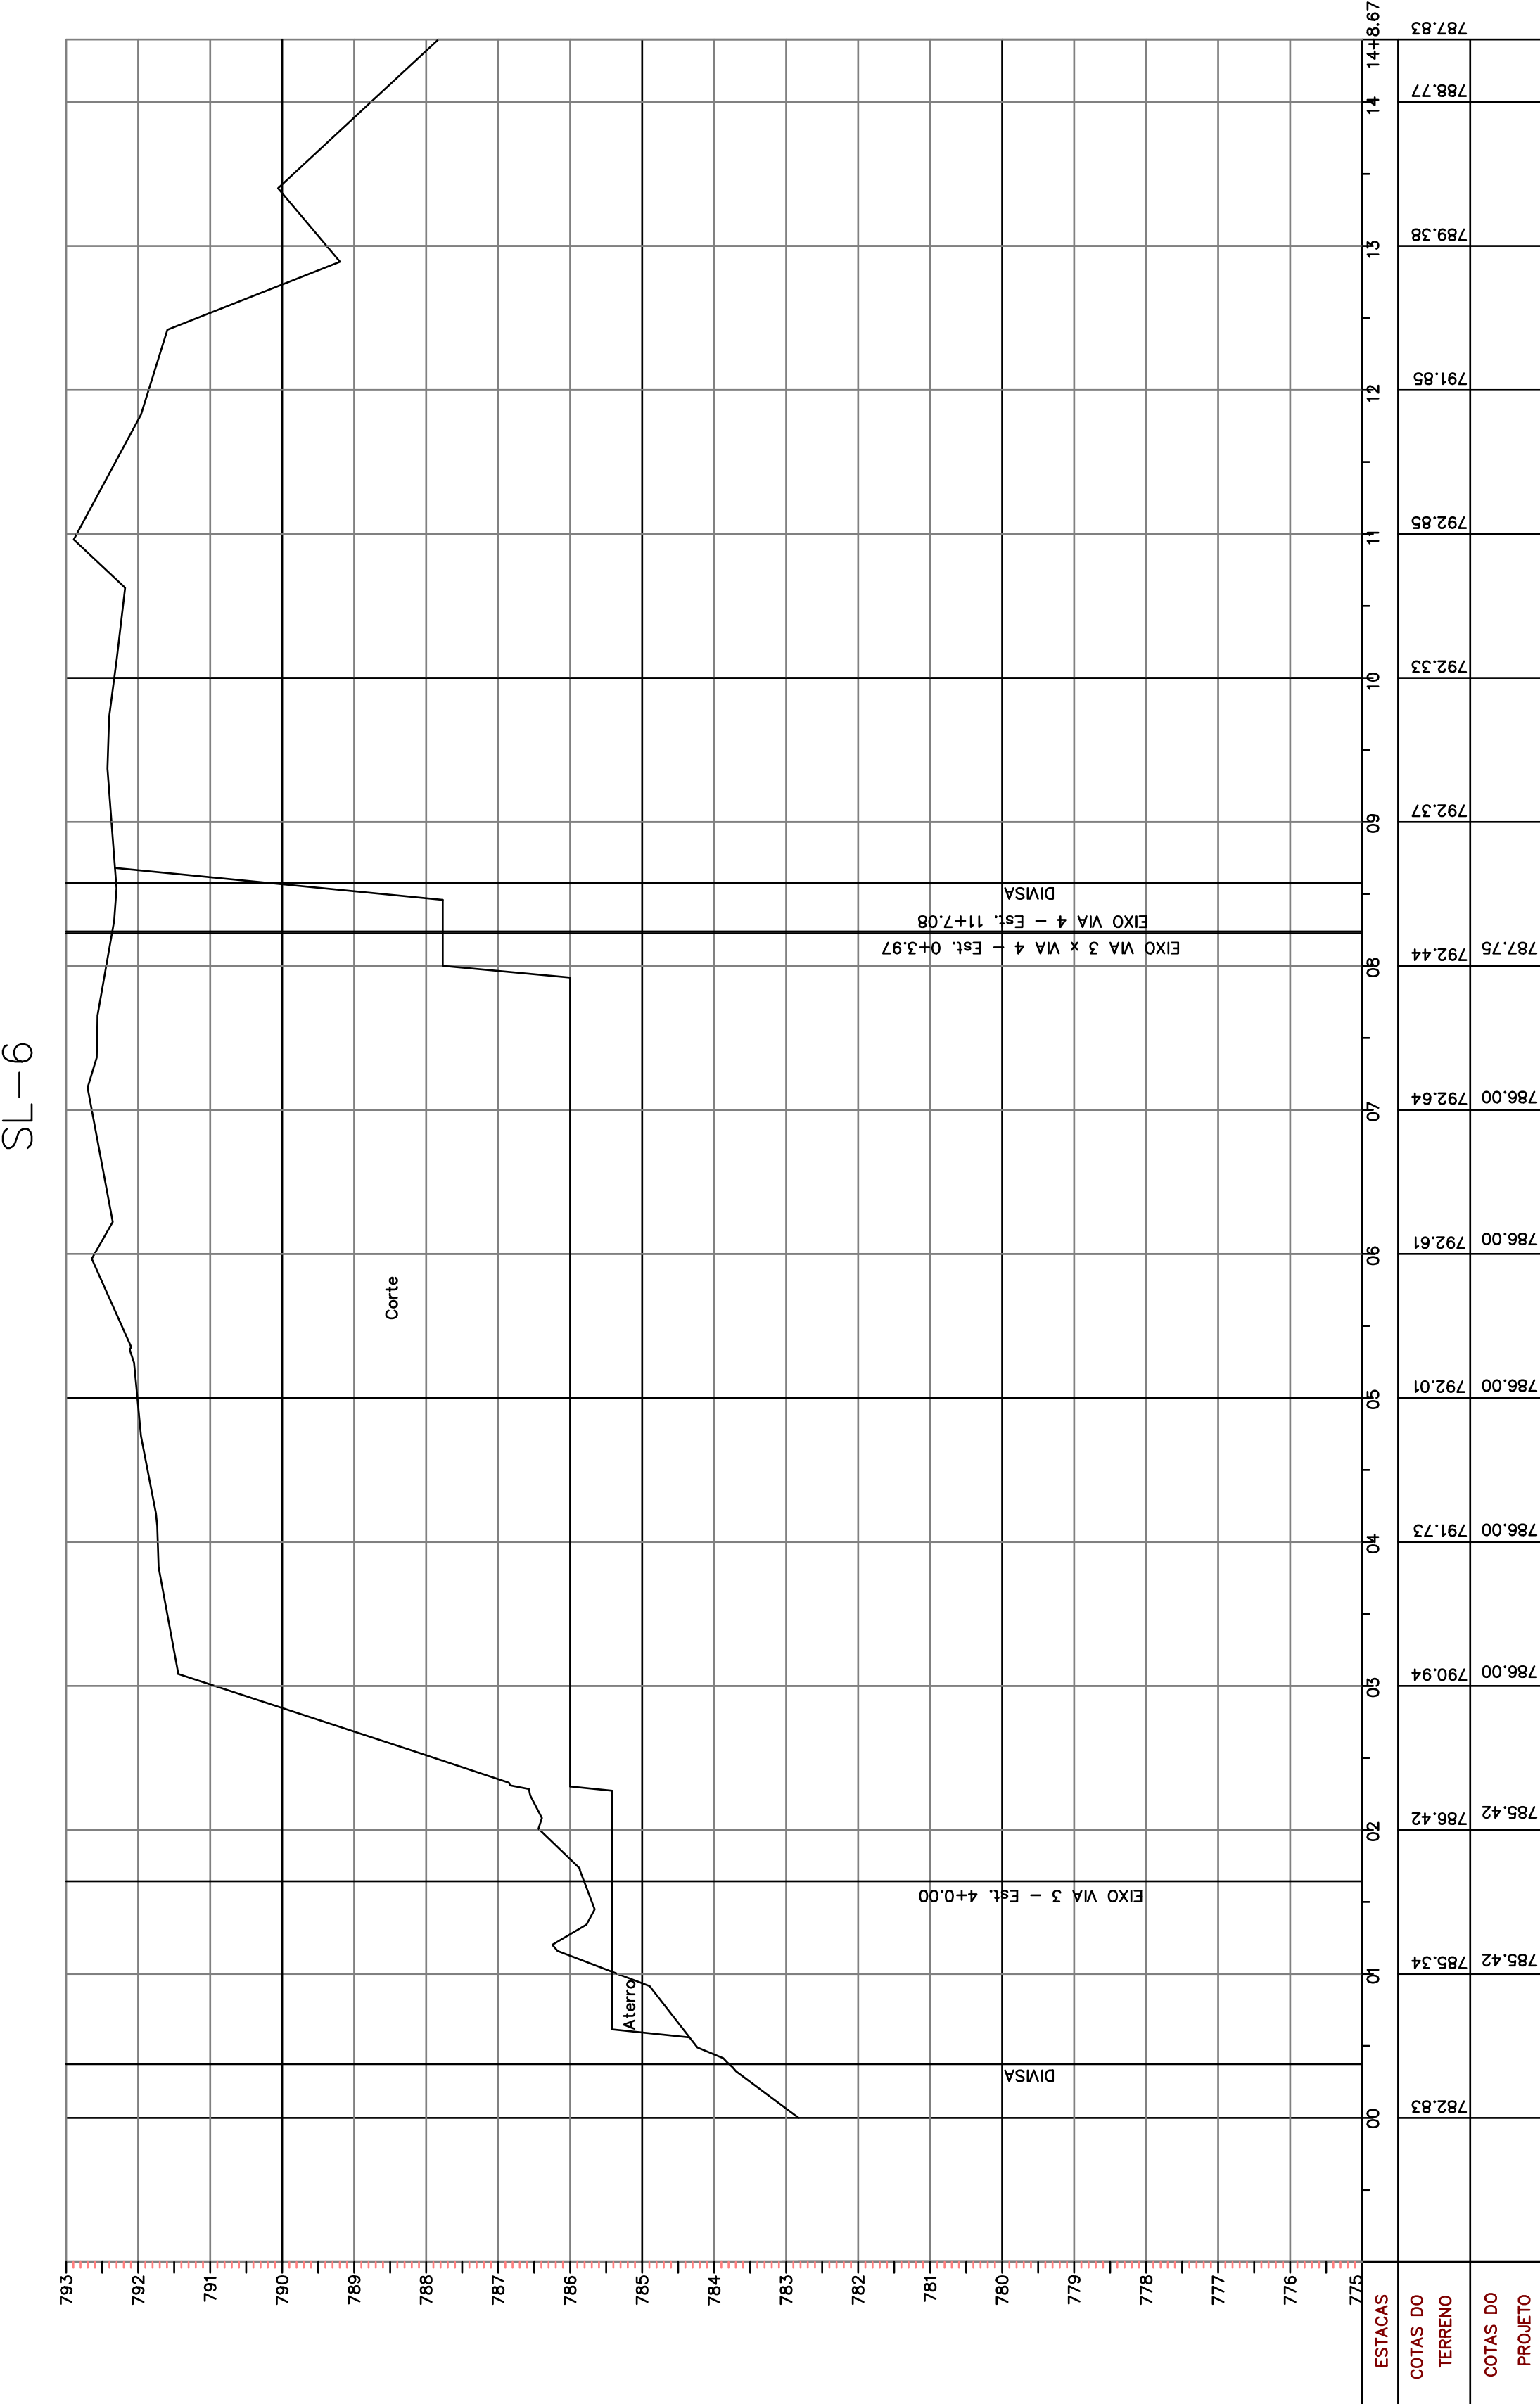 SL-6
793
792
791
790
789
788
787
786
785
784
783
782
781
780
779
778
777
776
775
Corte
Aterro
DIVISA
EIXO VIA 3 - Est. 4+0.00
EIXO VIA 3 x VIA 4 - Est. 0+3.97
EIXO VIA 4 - Est. 11+7.08
DIVISA
ESTACAS 00 01 02 03 04 05 06 07 08 09 10 11 12 13 14 14+8.67
COTAS DO
TERRENO
782.83 785.34 786.42 790.94 791.73 792.01 792.61 792.64 792.44 792.37 792.33 792.85 791.85 789.38 788.77 787.83
COTAS DO
PROJETO
785.42 785.42 786.00 786.00 786.00 786.00 786.00 787.75